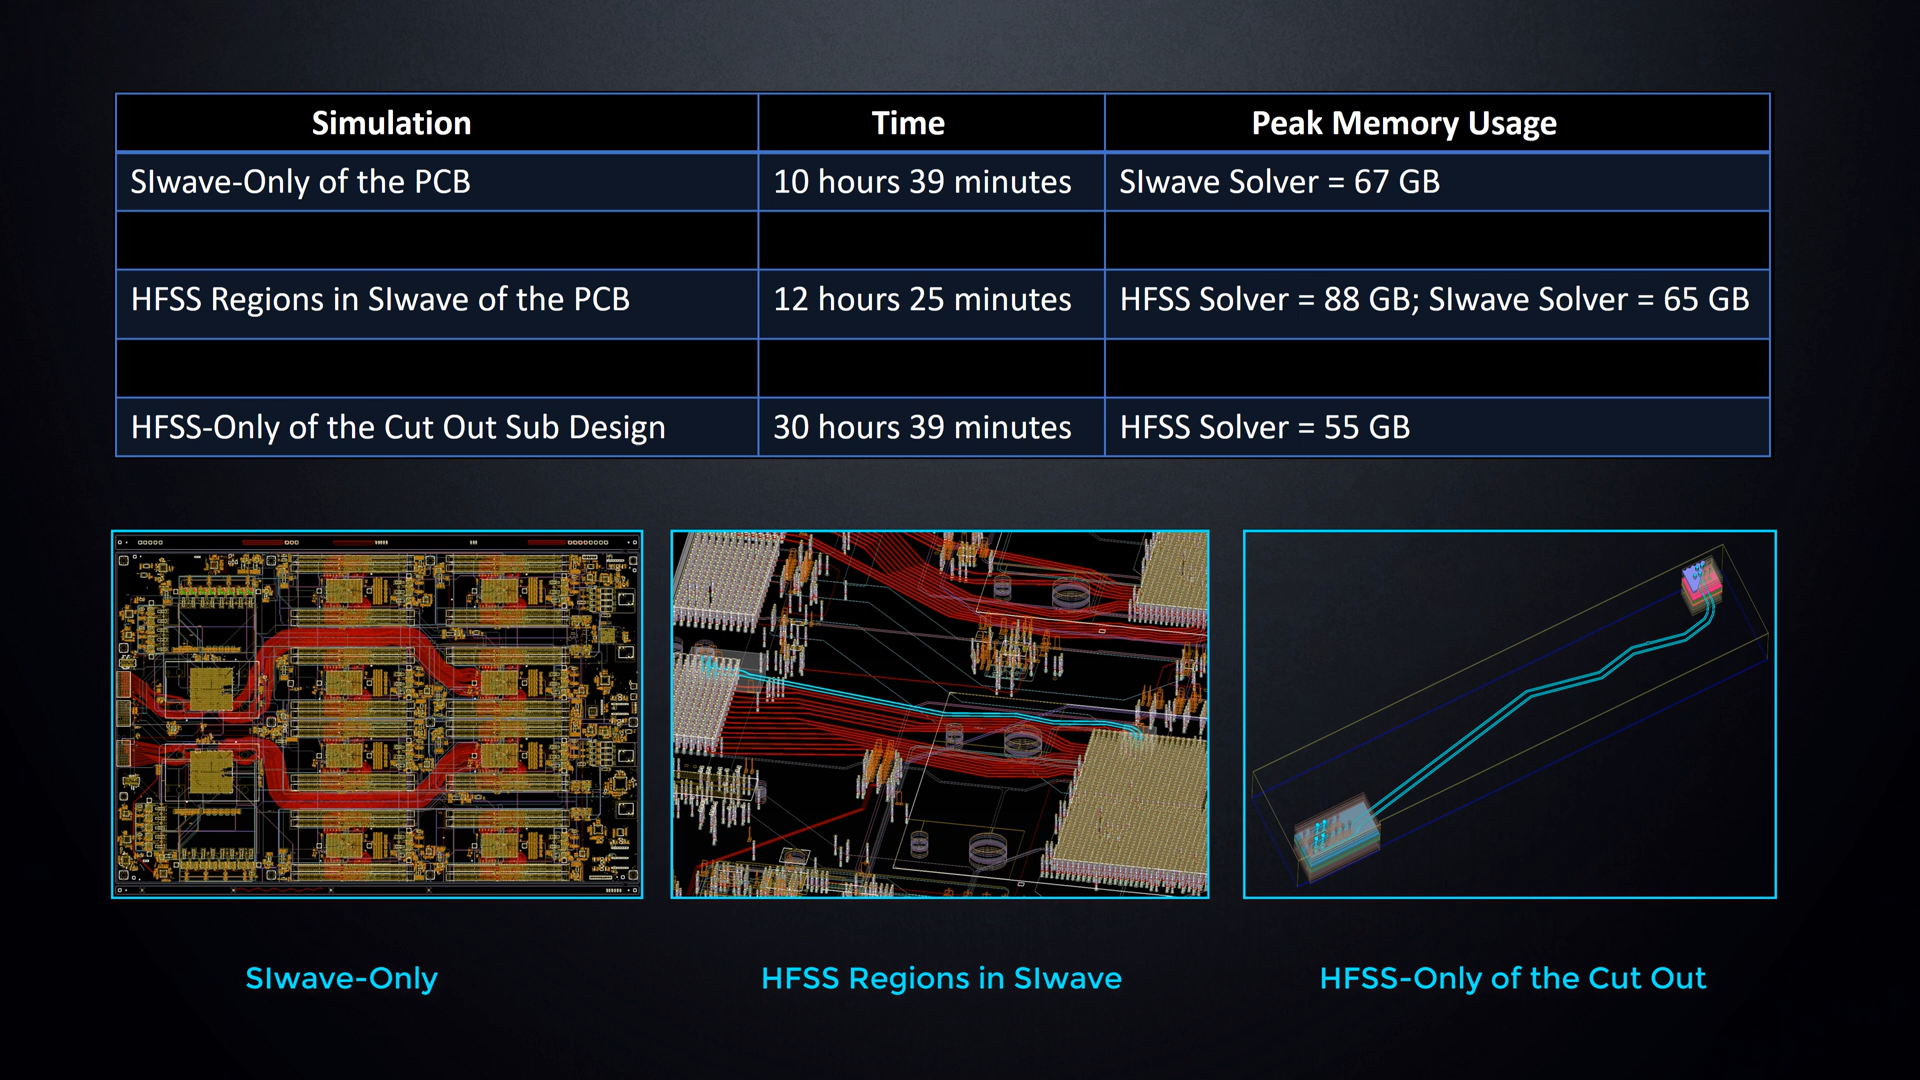 Simulation Time Peak Memory Usage
SIwave-Only of the PCB 10 hours 39 minutes SIwave Solver = 67 GB
HFSS Regions in SIwave of the PCB 12 hours 25 minutes HFSS Solver = 88 GB; SIwave Solver = 65 GB
HFSS-Only of the Cut Out Sub Design 30 hours 39 minutes HFSS Solver = 55 GB
SIwave-Only
HFSS Regions in SIwave
HFSS-Only of the Cut Out